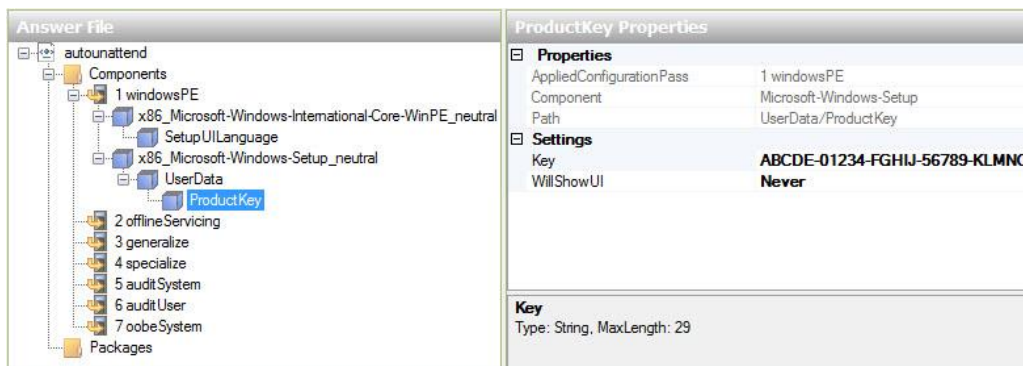 Answer File
autounattend
Components
1 windowsPE
x86_Microsoft-Windows-International-Core-WinPE_neutral
SetupUILanguage
x86_Microsoft-Windows-Setup_neutral
UserData
ProductKey
2 offlineServicing
3 generalize
4 specialize
5 auditSystem
6 auditUser
7 oobeSystem
Packages
ProductKey Properties
Properties
AppliedConfigurationPass 1 windowsPE
Component Microsoft-Windows-Setup
Path UserData/ProductKey
Settings
Key ABCDE-01234-FGHIJ-56789-KLMNO
WillShowUI Never
Key
Type: String, MaxLength: 29